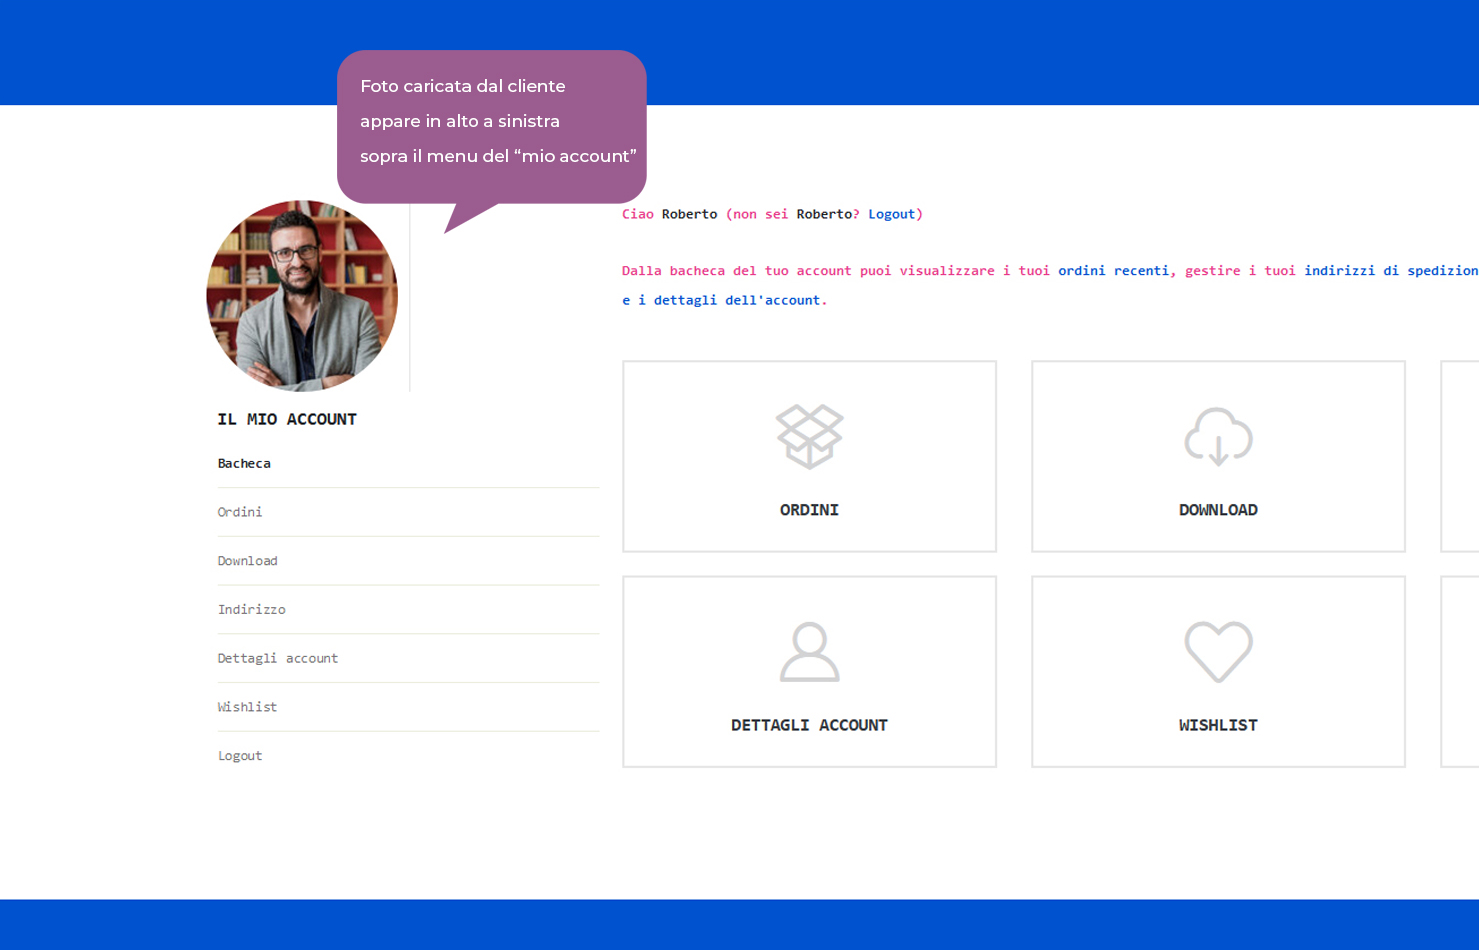 Foto caricata dal cliente
appare in alto a sinistra
sopra il menu del “mio account”
Ciao Roberto (non sei Roberto? Logout)
Dalla bacheca del tuo account puoi visualizzare i tuoi ordini recenti, gestire i tuoi indirizzi di spedizion
e i dettagli dell'account.
IL MIO ACCOUNT
Bacheca
Ordini
Download
Indirizzo
Dettagli account
Wishlist
Logout
ORDINI
DOWNLOAD
DETTAGLI ACCOUNT
WISHLIST